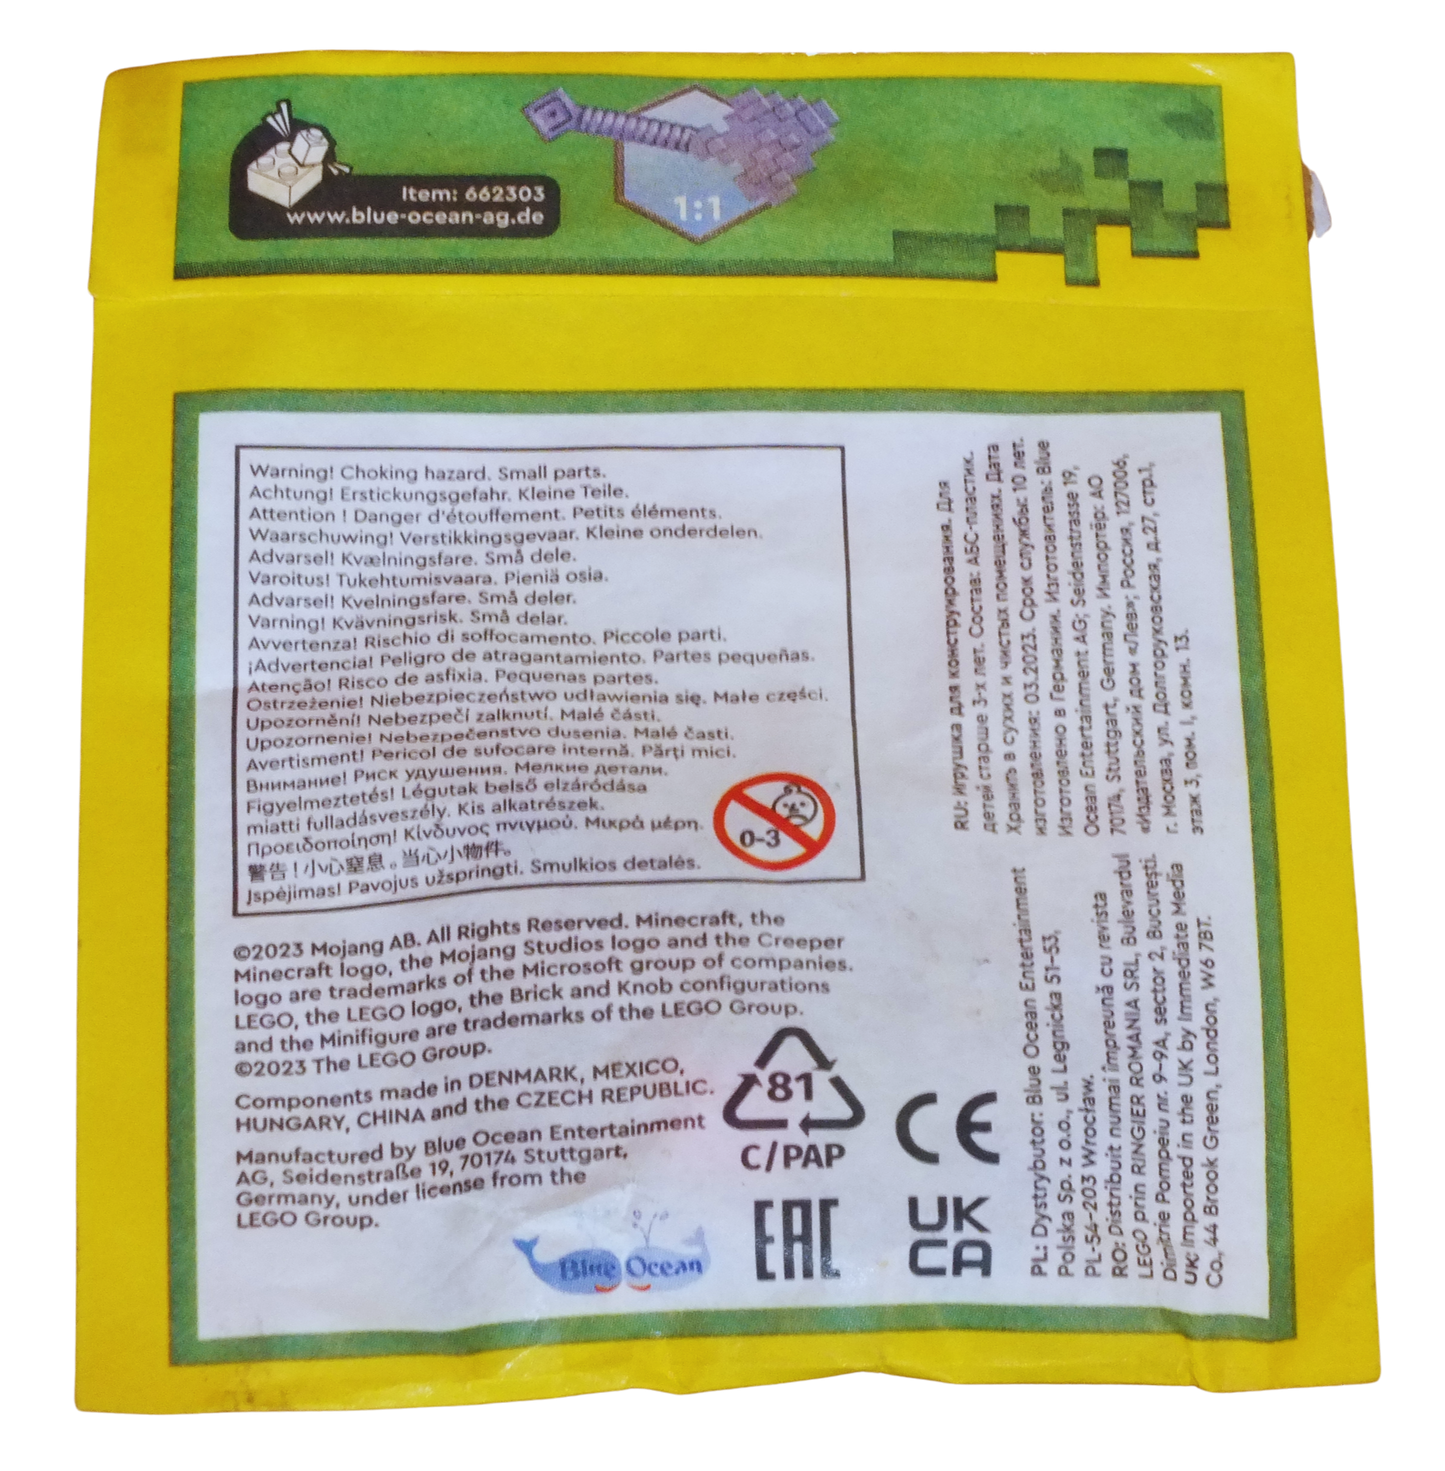 Item: 662303
www.blue-ocean-ag.de
1:1
Warning! Choking hazard. Small parts.
Achtung! Erstickungsgefahr. Kleine Teile.
Attention ! Danger d'étouffement. Petits éléments.
Waarschuwing! Verstikkingsgevaar. Kleine onderdelen.
Advarsel! Kvælningsfare. Små dele.
Varoitus! Tukehtumisvaara. Pieniä osia.
Advarsel! Kvelningsfare. Små deler.
Varning! Kvävningsrisk. Små delar.
Avvertenza! Rischio di soffocamento. Piccole parti.
¡Advertencia! Peligro de atragantamiento. Partes pequeñas.
Atenção! Risco de asfixia. Pequenas partes.
Ostrzeżenie! Niebezpieczeństwo udławienia się. Małe części.
Upozornění! Nebezpečí zalknutí. Malé části.
Upozornenie! Nebezpečenstvo dusenia. Malé časti.
Avertisment! Pericol de sufocare internă. Părți mici.
Внимание! Риск удушения. Мелкие детали.
Figyelmeztetés! Légutak belső elzáródása
miatti fulladásveszély. Kis alkatrészek.
Προειδοποίηση! Κίνδυνος πνιγμού. Μικρά μέρη.
警告！小心窒息。当心小物件。
Įspėjimas! Pavojus užspringti. Smulkios detalės.
0-3
©2023 Mojang AB. All Rights Reserved. Minecraft, the
Minecraft logo, the Mojang Studios logo and the Creeper
logo are trademarks of the Microsoft group of companies.
LEGO, the LEGO logo, the Brick and Knob configurations
and the Minifigure are trademarks of the LEGO Group.
©2023 The LEGO Group.
Components made in DENMARK, MEXICO,
HUNGARY, CHINA and the CZECH REPUBLIC.
Manufactured by Blue Ocean Entertainment
AG, Seidenstraße 19, 70174 Stuttgart,
Germany, under license from the
LEGO Group.
Blue Ocean
81
C/PAP
CE
EAC
UK
CA
RU: Игрушка для конструирования. Для
детей старше 3-х лет. Состав: АБС-пластик.
Хранить в сухих и чистых помещениях. Дата
изготовления: 03.2023. Срок службы: 10 лет.
Изготовлено в Германии. Изготовитель: Blue
Ocean Entertainment AG; Seidenstrasse 19,
70174, Stuttgart, Germany. Импортёр: АО
«Издательский дом «Лев»; Россия, 127006,
г. Москва, ул. Долгоруковская, д.27, стр.1,
этаж 3, пом. I, комн. 13.
PL: Dystrybutor: Blue Ocean Entertainment
Polska Sp. z o.o., ul. Legnicka 51-53,
PL-54-203 Wrocław.
RO: Distribuit numai împreună cu revista
LEGO prin RINGIER ROMANIA SRL, Bulevardul
Dimitrie Pompeiu nr. 9-9A, sector 2, București.
UK: Imported in the UK by Immediate Media
Co., 44 Brook Green, London, W6 7BT.